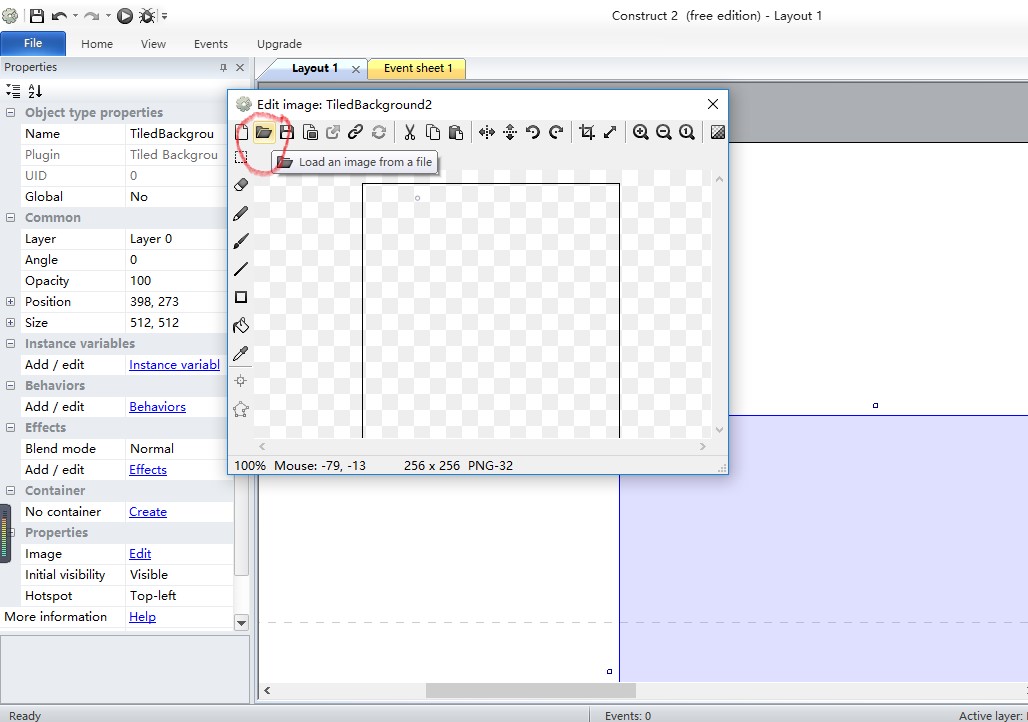 Construct 2 (free edition) - Layout 1
File Home View Events Upgrade
Properties
Layout 1
Event sheet 1
Object type properties
Name TiledBackgrou
Plugin Tiled Backgrou
UID 0
Global No
Common
Layer Layer 0
Angle 0
Opacity 100
Position 398, 273
Size 512, 512
Instance variables
Add / edit Instance variabl
Behaviors
Add / edit Behaviors
Effects
Blend mode Normal
Add / edit Effects
Container
No container Create
Properties
Image Edit
Initial visibility Visible
Hotspot Top-left
More information Help
Edit image: TiledBackground2
Load an image from a file
100% Mouse: -79, -13 256 x 256 PNG-32
Ready
Events: 0
Active layer: